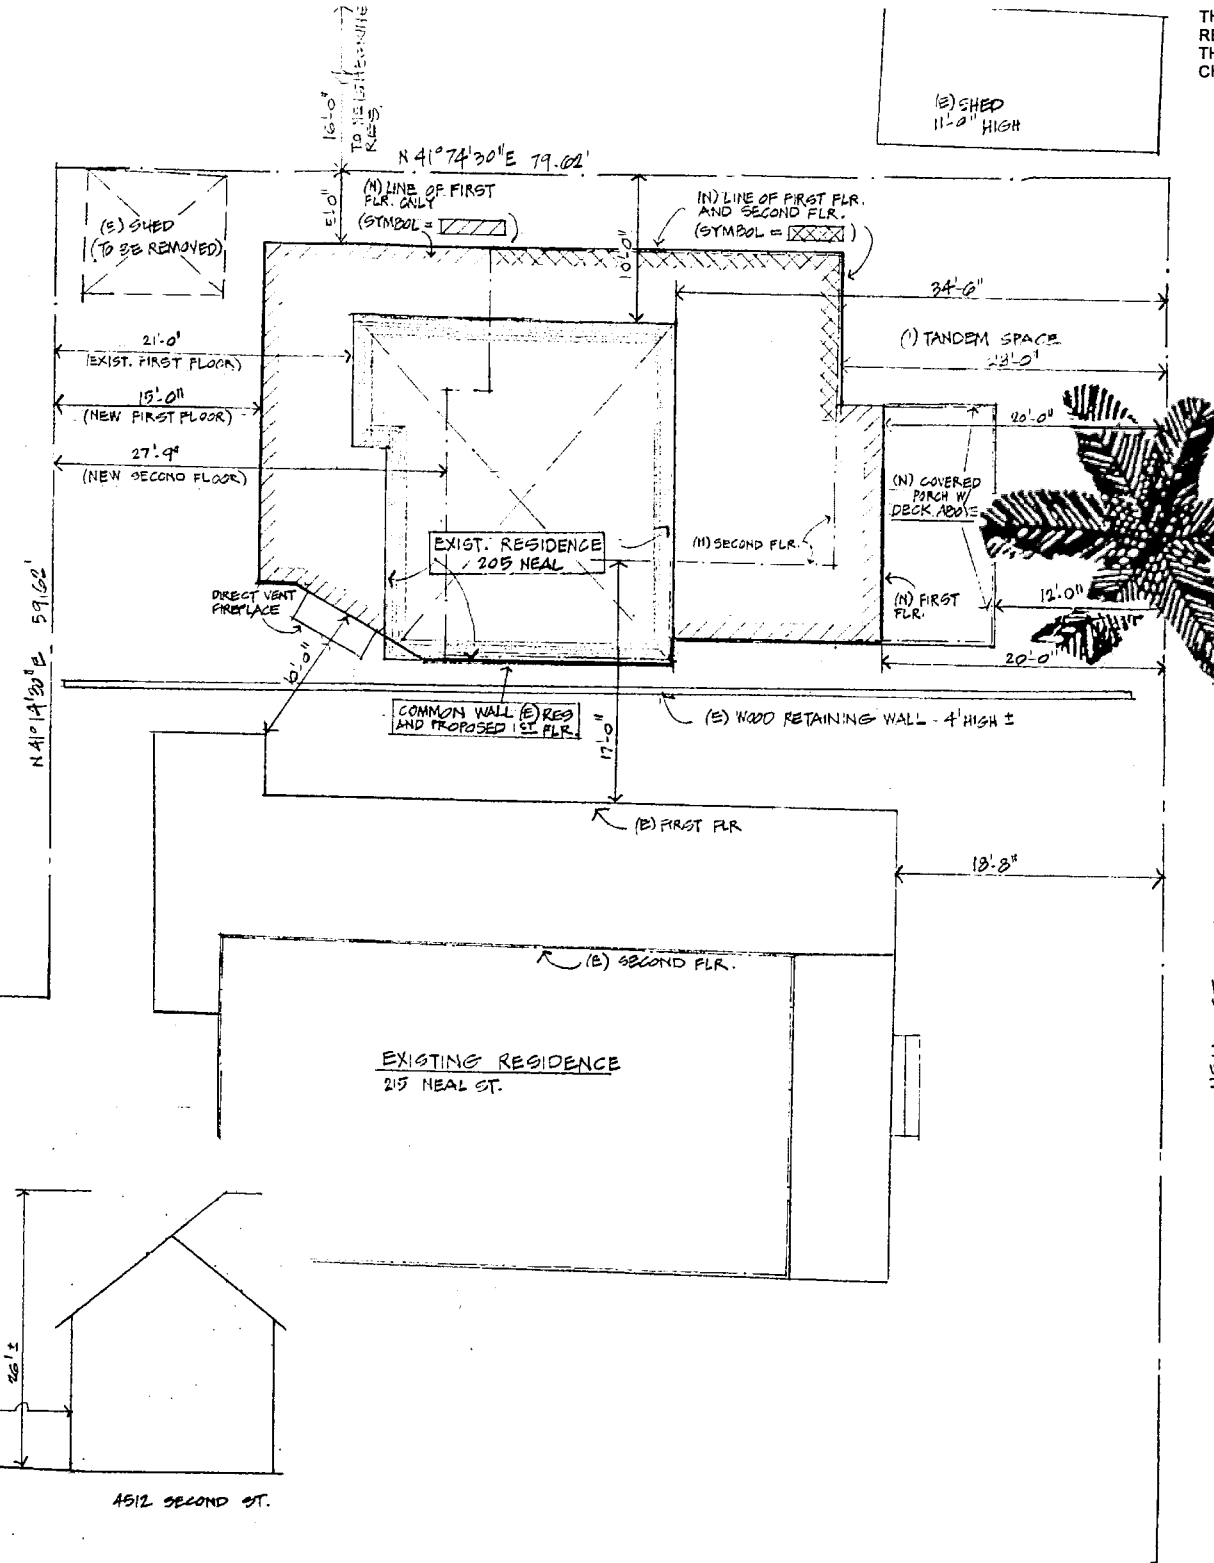 TH
RE
TH
CH
16'-0"
TO NEIGHBORING
RES.
(E) SHED
11'-0" HIGH
N 41°74'30"E 79.62'
(N) LINE OF FIRST
FLR. ONLY
(SYMBOL = )
(N) LINE OF FIRST FLR.
AND SECOND FLR.
(SYMBOL = )
(E) SHED
(TO BE REMOVED)
5'-0"
10'-0"
34'-6"
21'-0"
(EXIST. FIRST FLOOR)
(1) TANDEM SPACE
15'-0"
(NEW FIRST FLOOR)
20'-0"
27'-9"
(NEW SECOND FLOOR)
(N) COVERED
PORCH W/
DECK ABOVE
EXIST. RESIDENCE
205 NEAL
(N) SECOND FLR.
DIRECT VENT
FIREPLACE
(N) FIRST
FLR.
12'-0"
20'-0"
N 41°14'30"E 59.62'
COMMON WALL (E) RES
AND PROPOSED 1ST FLR.
(E) WOOD RETAINING WALL - 4' HIGH ±
17'-0"
(E) FIRST FLR
18'-8"
(E) SECOND FLR.
EXISTING RESIDENCE
215 NEAL ST.
26' ±
4512 SECOND ST.